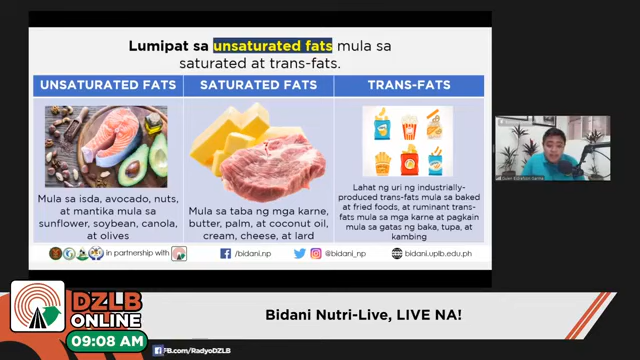 Lumipat sa unsaturated fats mula sa
saturated at trans-fats.
UNSATURATED FATS
SATURATED FATS
TRANS-FATS
Mula sa isda, avocado, nuts,
at mantika mula sa
sunflower, soybean, canola,
at olives
Mula sa taba ng mga karne,
butter, palm, at coconut oil,
cream, cheese, at lard
Lahat ng uri ng industrially-
produced trans-fats mula sa baked
at fried foods, at ruminant trans-
fats mula sa mga karne at pagkain
mula sa gatas ng baka, tupa, at
kambing
in partnership with
/bidani.np
@bidani_np
bidani.uplb.edu.ph
DZLB
ONLINE
09:08 AM
Bidani Nutri-Live, LIVE NA!
FB.com/RadyoDZLB